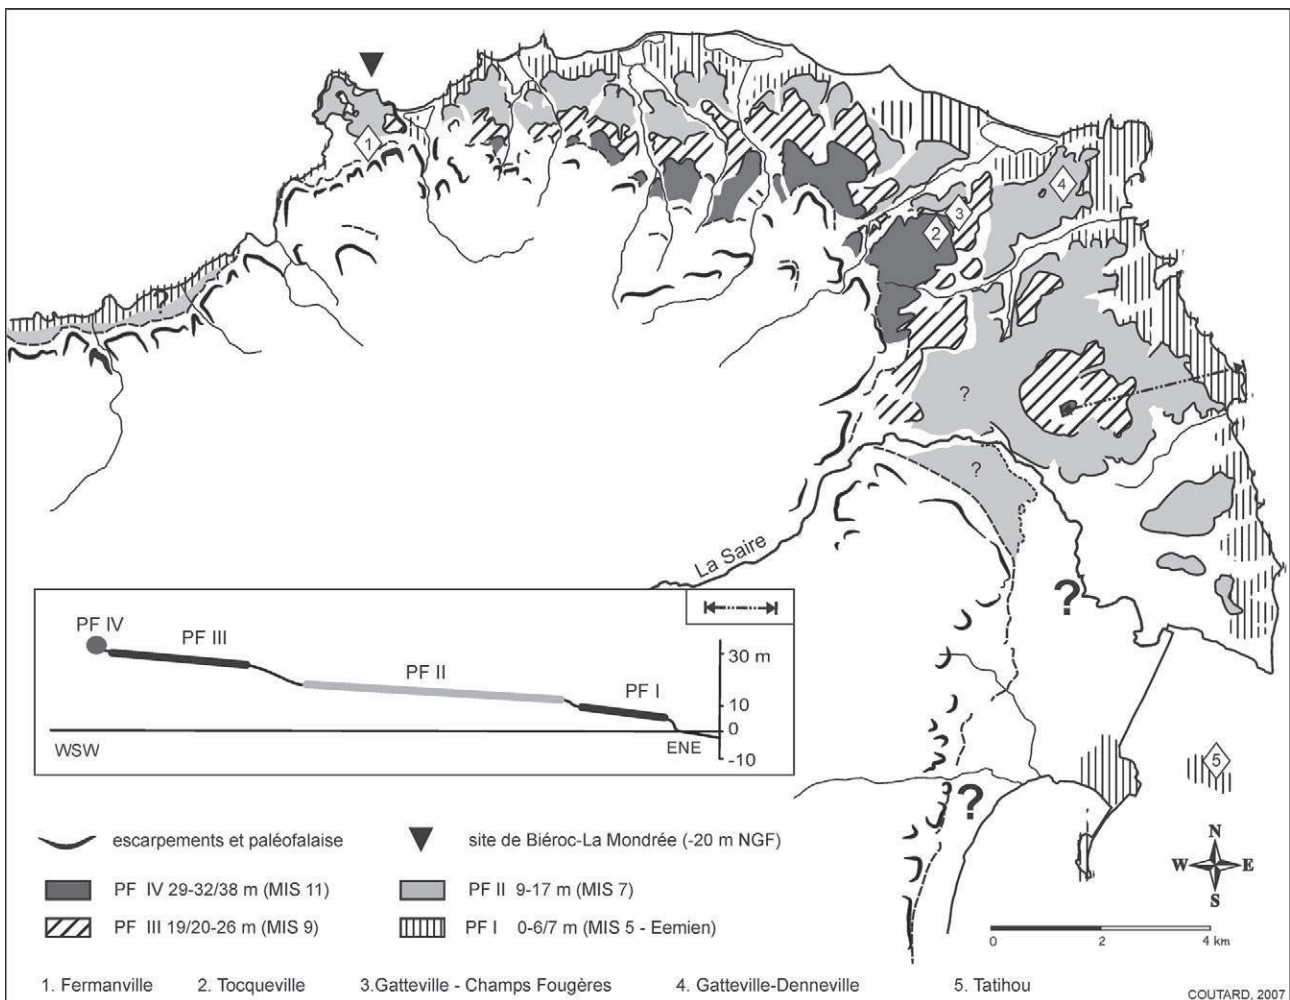 1
2
3
4
?
?
La Saire
?
PF IV
PF III
PF II
PF I
30 m
10
0
-10
WSW
ENE
?
5
escarpements et paléofalaise
site de Biéroc-La Mondrée (-20 m NGF)
PF IV 29-32/38 m (MIS 11)
PF II 9-17 m (MIS 7)
PF III 19/20-26 m (MIS 9)
PF I 0-6/7 m (MIS 5 - Eemien)
N
W E
S
0 2 4 km
1. Fermanville 2. Tocqueville 3.Gatteville - Champs Fougères 4. Gatteville-Denneville 5. Tatihou
COUTARD, 2007